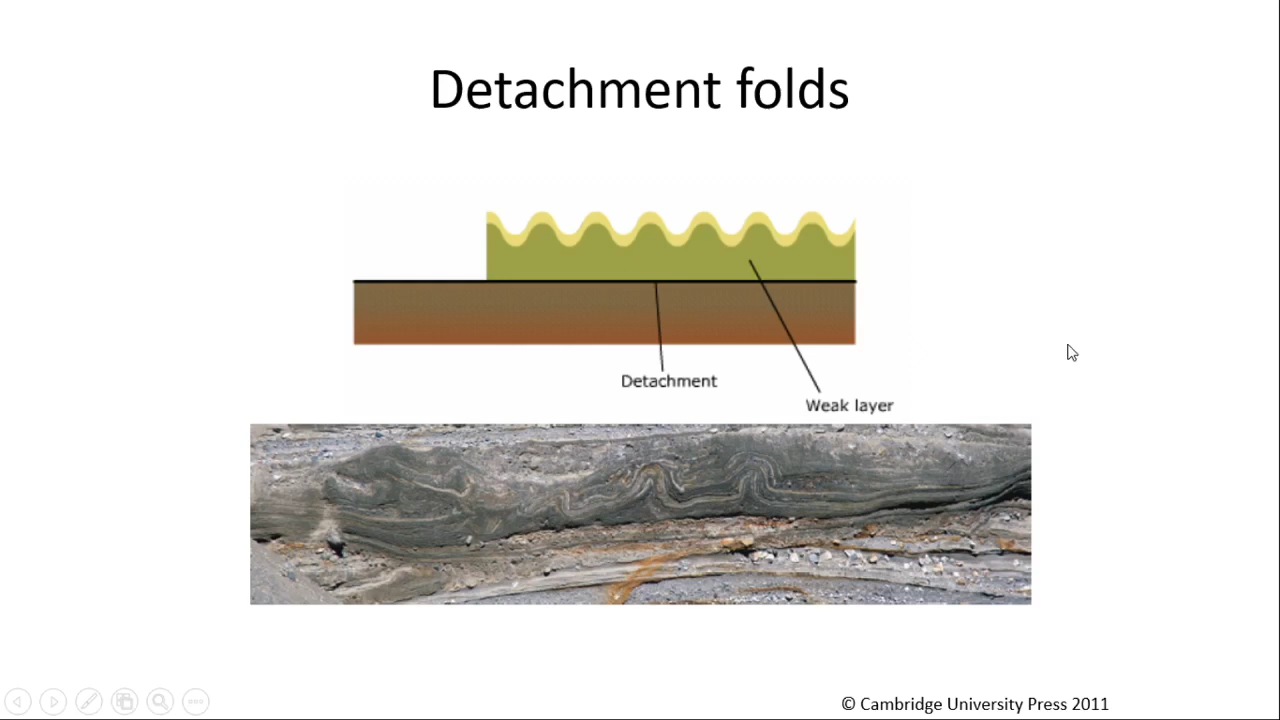 Detachment folds
Detachment
Weak layer
© Cambridge University Press 2011